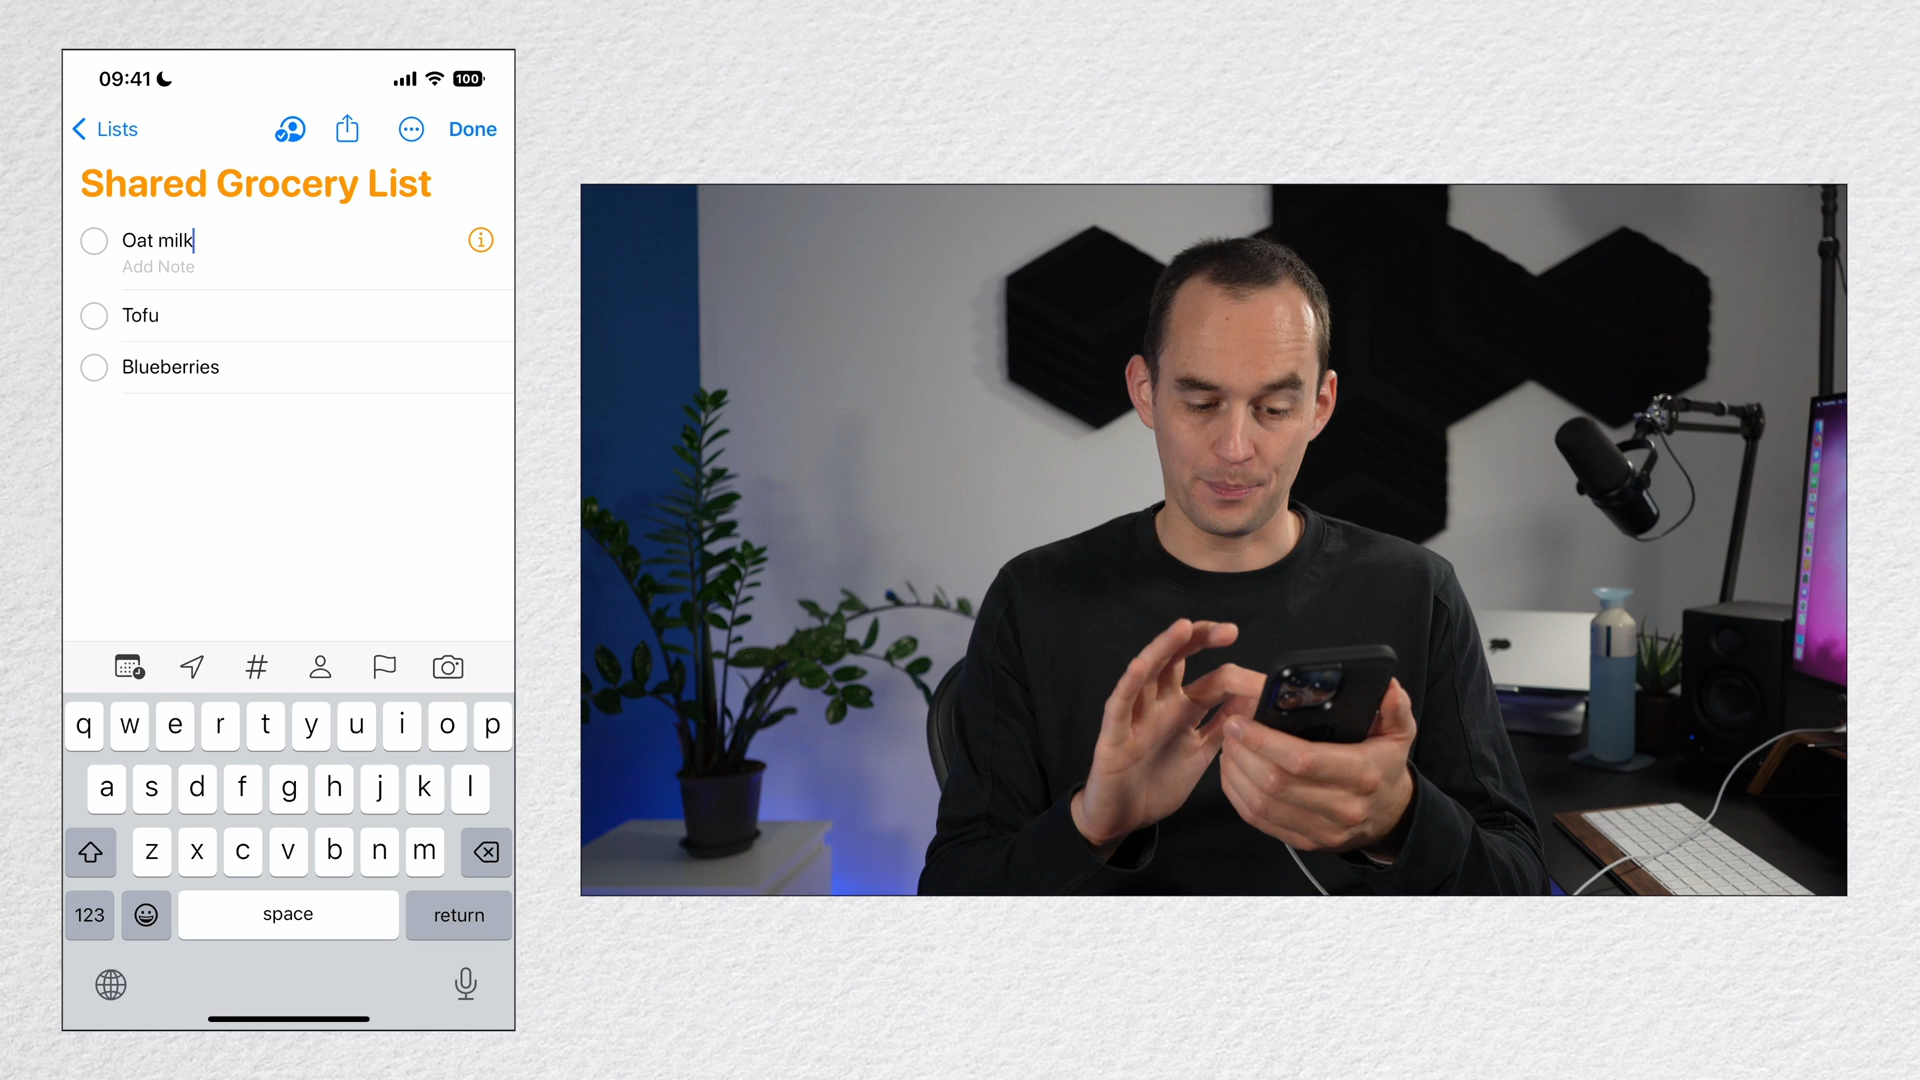 09:41
100
Lists
Done
Shared Grocery List
Oat milk
Add Note
Tofu
Blueberries
q w e r t y u i o p
a s d f g h j k l
z x c v b n m
123
space
return